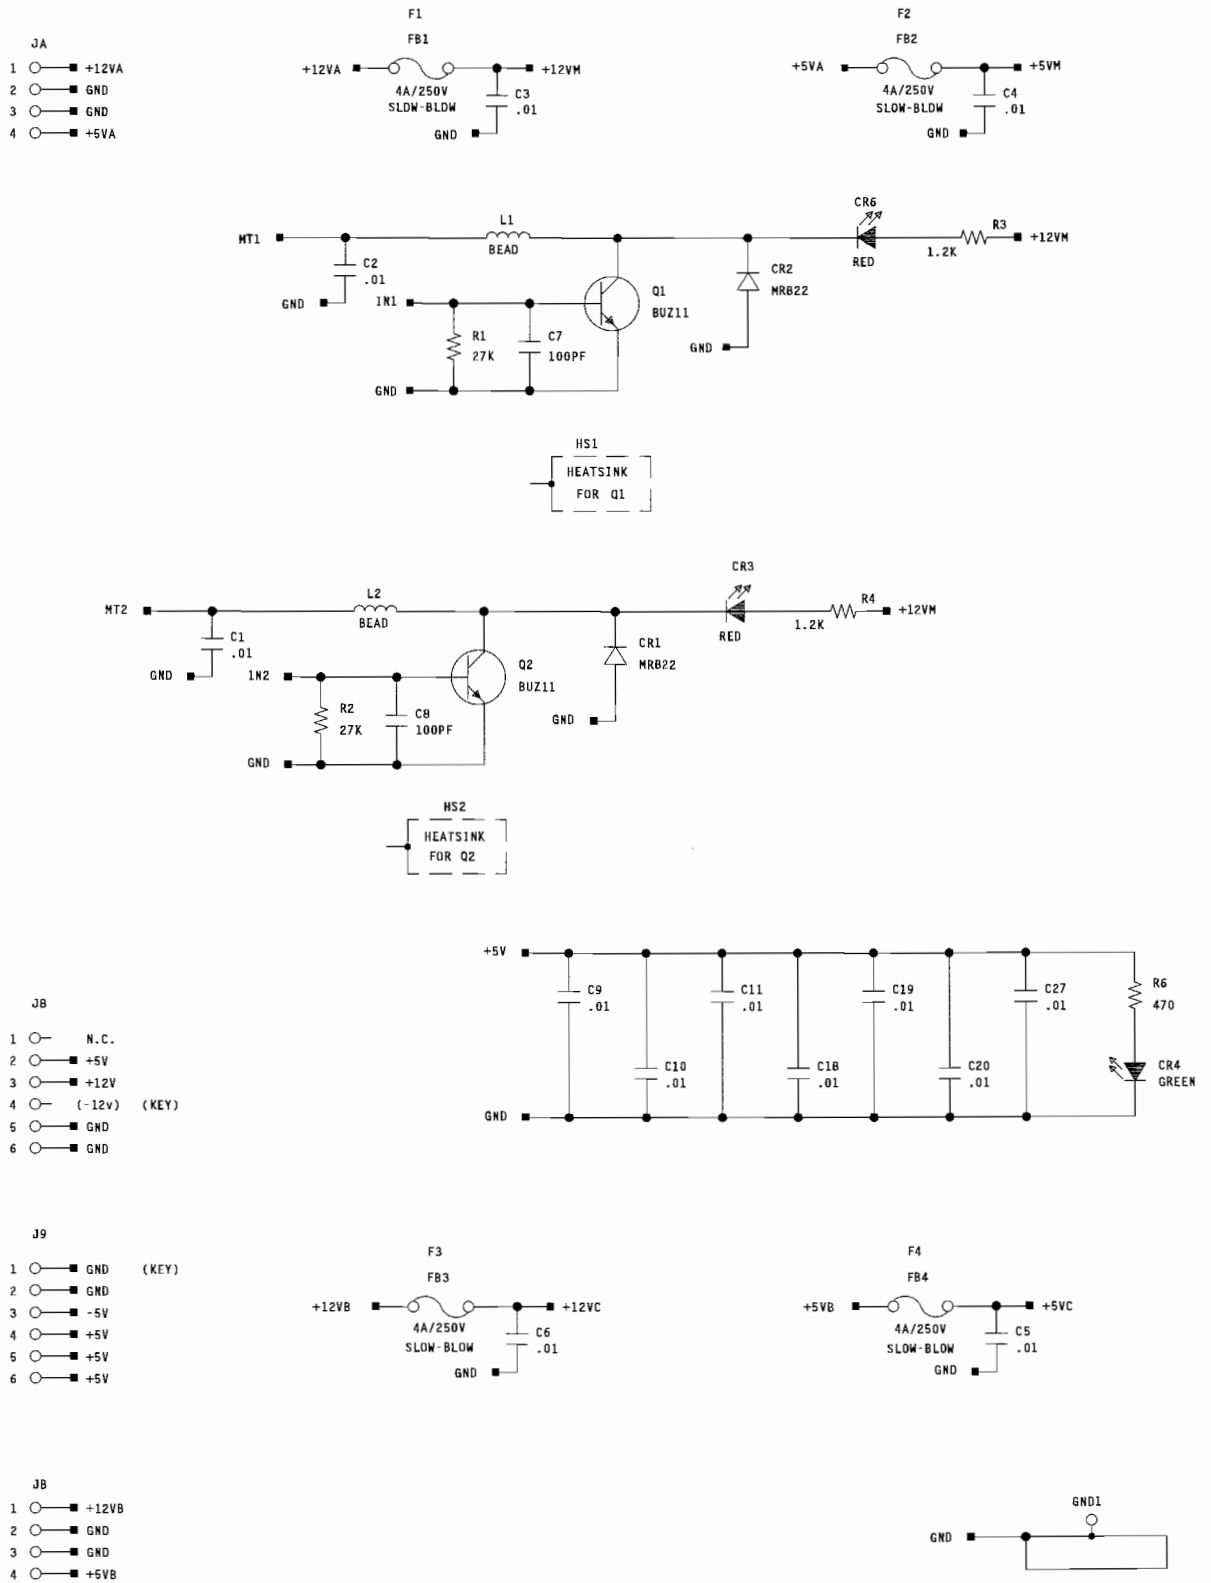 F1
F2
JA
FB1
FB2
1 +12VA
+12VA
+12VM
+5VA
+5VM
2 GND
4A/250V
C3
4A/250V
C4
3 GND
SLDW-BLDW
.01
SLOW-BLDW
.01
4 +5VA
GND
GND
CR6
L1
R3
MT1
+12VM
BEAD
1.2K
RED
C2
.01
CR2
MRB22
Q1
BUZ11
GND
IN1
R1
27K
C7
100PF
GND
GND
HS1
HEATSINK
FOR Q1
CR3
L2
R4
MT2
+12VM
BEAD
1.2K
RED
C1
.01
CR1
MRB22
Q2
BUZ11
GND
1N2
R2
27K
C8
100PF
GND
GND
HS2
HEATSINK
FOR Q2
+5V
C9
.01
C11
.01
C19
.01
C27
.01
R6
470
C10
.01
C18
.01
C20
.01
CR4
GREEN
GND
J8
1 N.C.
2 +5V
3 +12V
4 (-12v) (KEY)
5 GND
6 GND
J9
1 GND (KEY)
2 GND
3 -5V
4 +5V
5 +5V
6 +5V
F3
FB3
+12VB
+12VC
4A/250V
SLOW-BLOW
C6
.01
GND
F4
FB4
+5VB
+5VC
4A/250V
SLOW-BLOW
C5
.01
GND
JB
1 +12VB
2 GND
3 GND
4 +5VB
GND1
GND